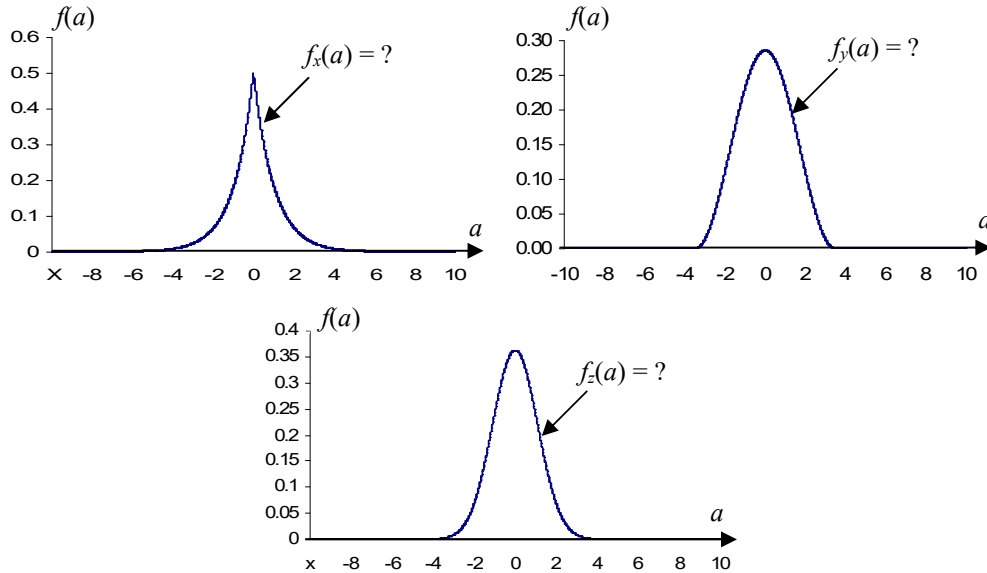 f(a)
0.6
0.5
0.4
0.3
0.2
0.1
0
f_x(a) = ?
a
X -8 -6 -4 -2 0 2 4 6 8 10
f(a)
0.30
0.25
0.20
0.15
0.10
0.05
0.00
f_y(a) = ?
a
-10 -8 -6 -4 -2 0 2 4 6 8 10
f(a)
0.4
0.35
0.3
0.25
0.2
0.15
0.1
0.05
0
f_z(a) = ?
a
x -8 -6 -4 -2 0 2 4 6 8 10